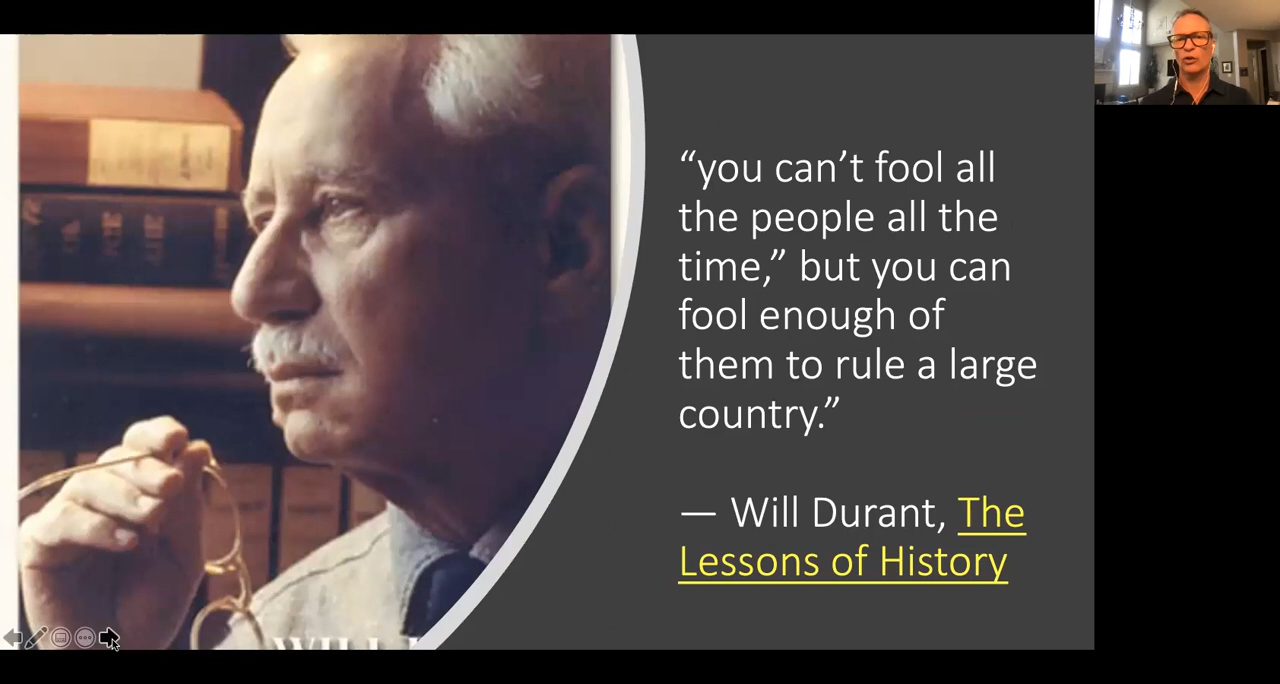 “you can’t fool all
the people all the
time,” but you can
fool enough of
them to rule a large
country.”
— Will Durant, The
Lessons of History